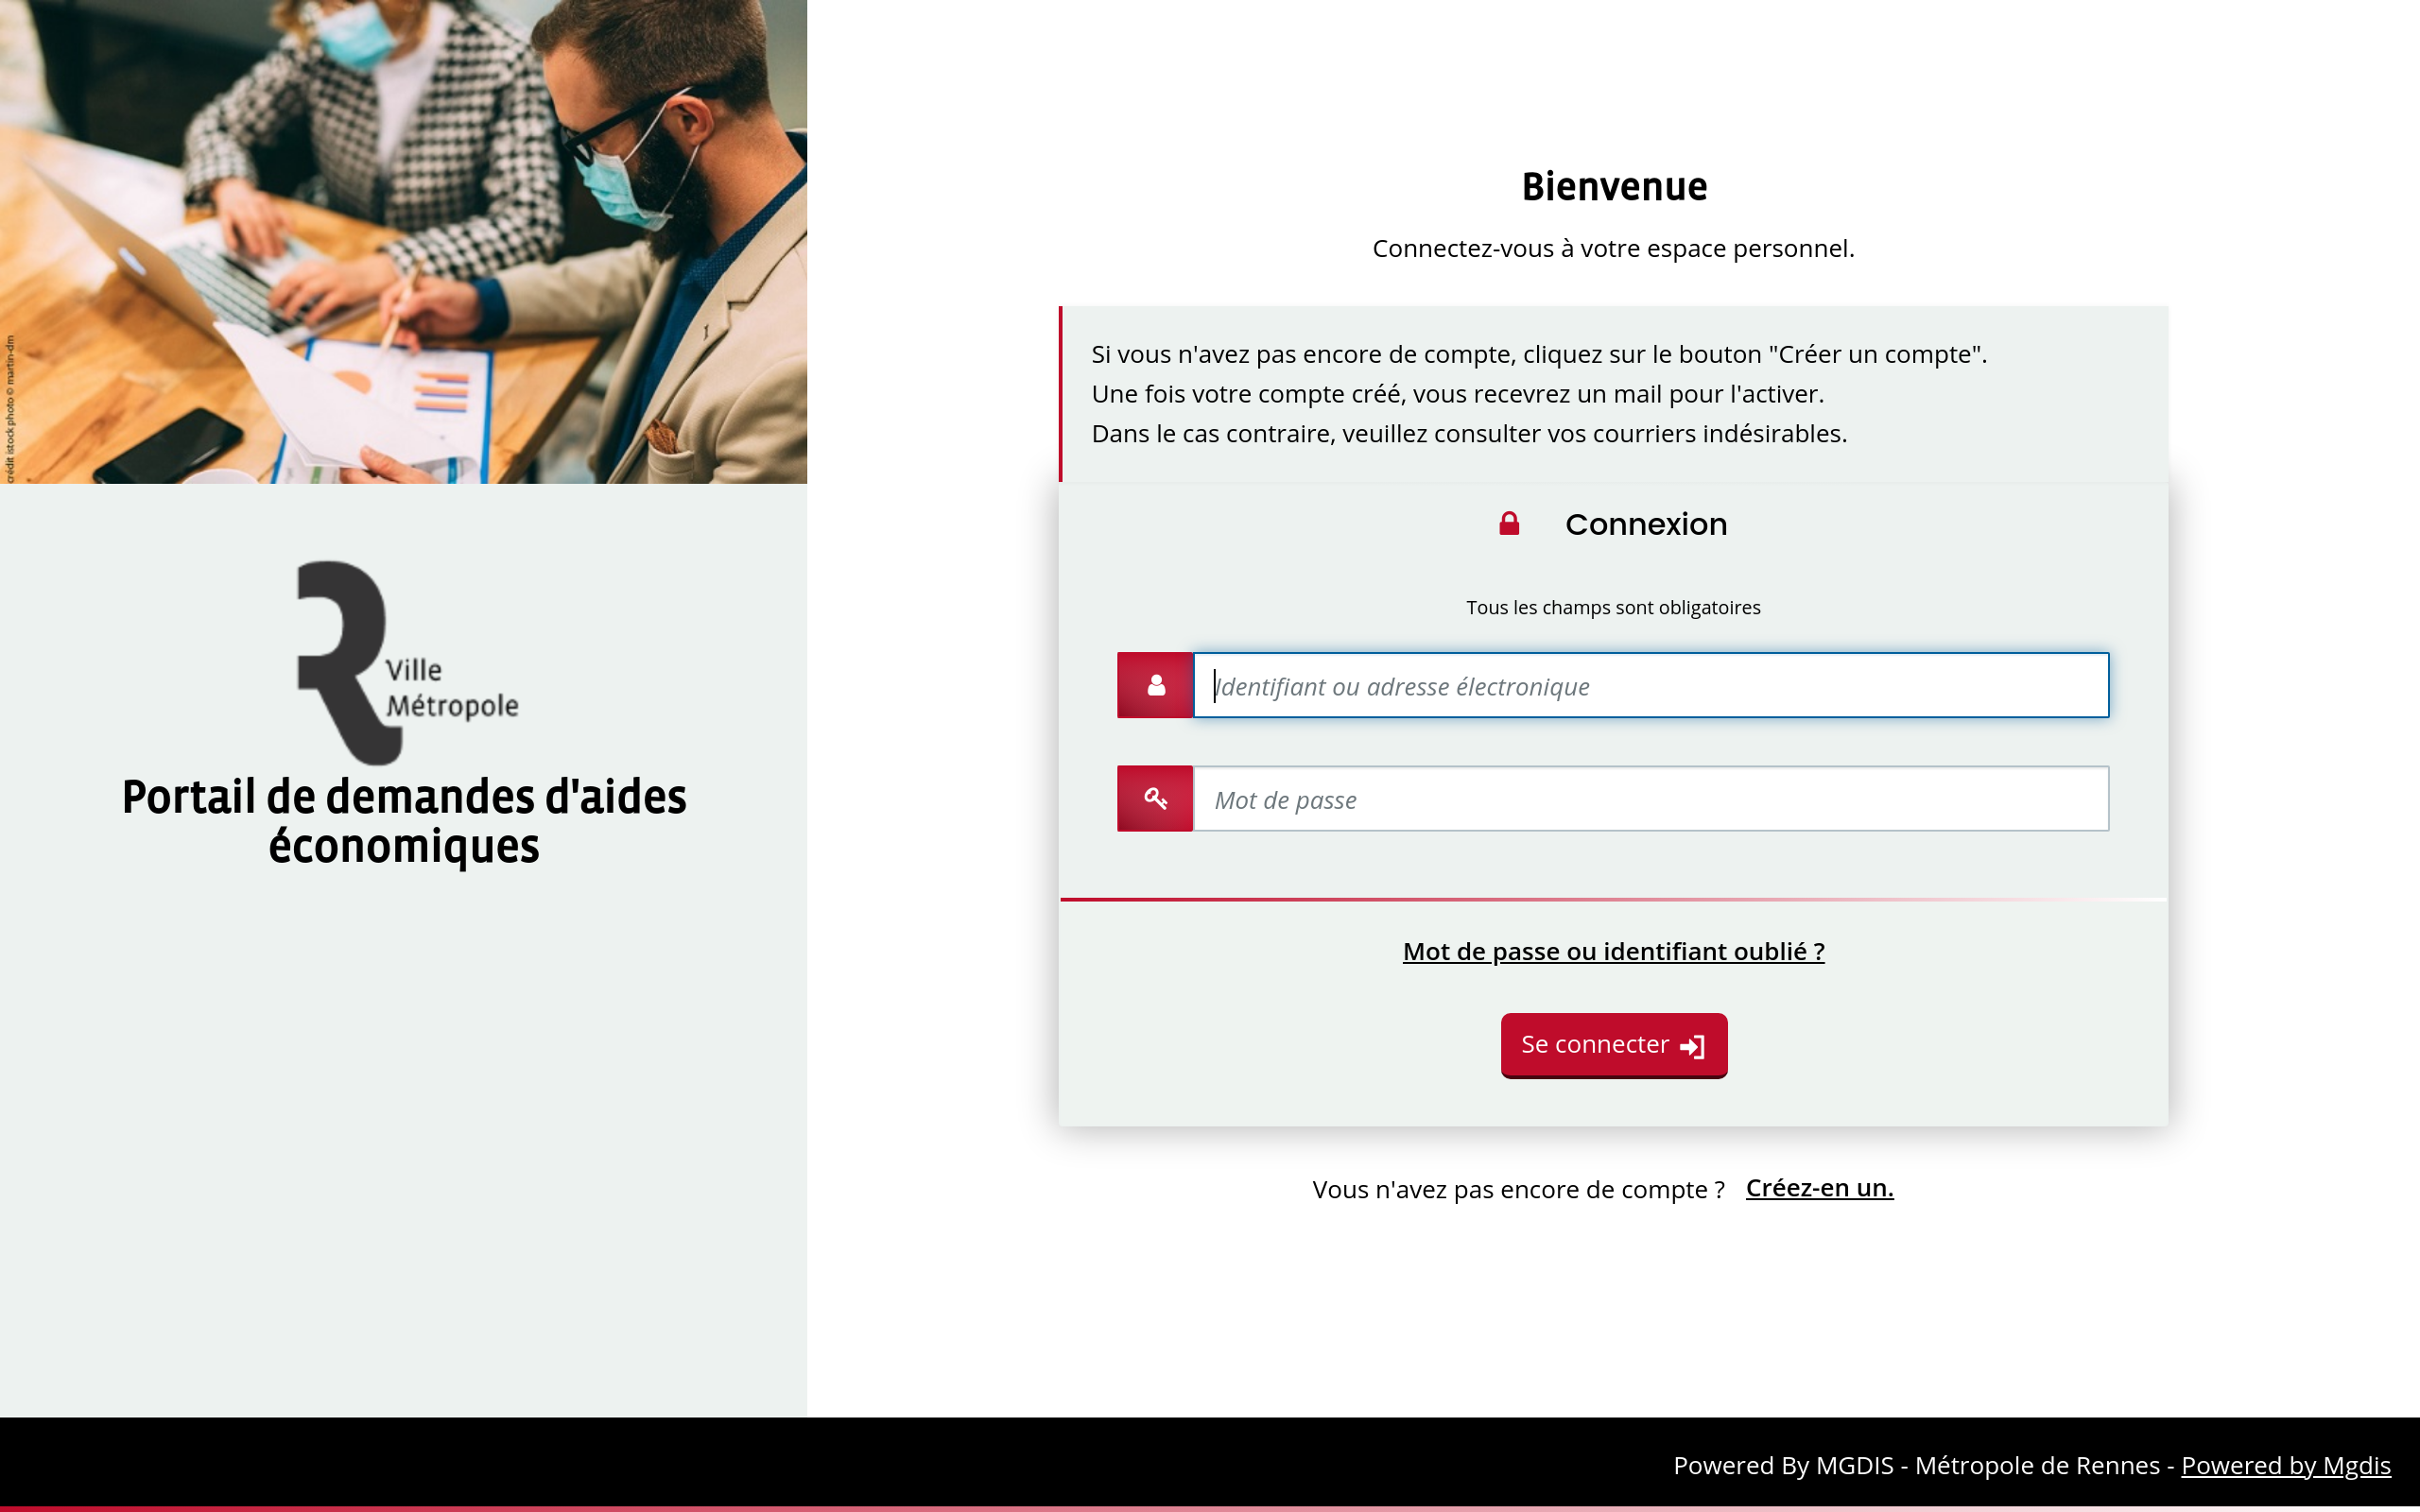 crédit istock photo © martin-dm
Ville
Métropole
Portail de demandes d'aides
économiques
Bienvenue
Connectez-vous à votre espace personnel.
Si vous n'avez pas encore de compte, cliquez sur le bouton "Créer un compte".
Une fois votre compte créé, vous recevrez un mail pour l'activer.
Dans le cas contraire, veuillez consulter vos courriers indésirables.
Connexion
Tous les champs sont obligatoires
Identifiant ou adresse électronique
Mot de passe
Mot de passe ou identifiant oublié ?
Se connecter
Vous n'avez pas encore de compte ? Créez-en un.
Powered By MGDIS - Métropole de Rennes - Powered by Mgdis